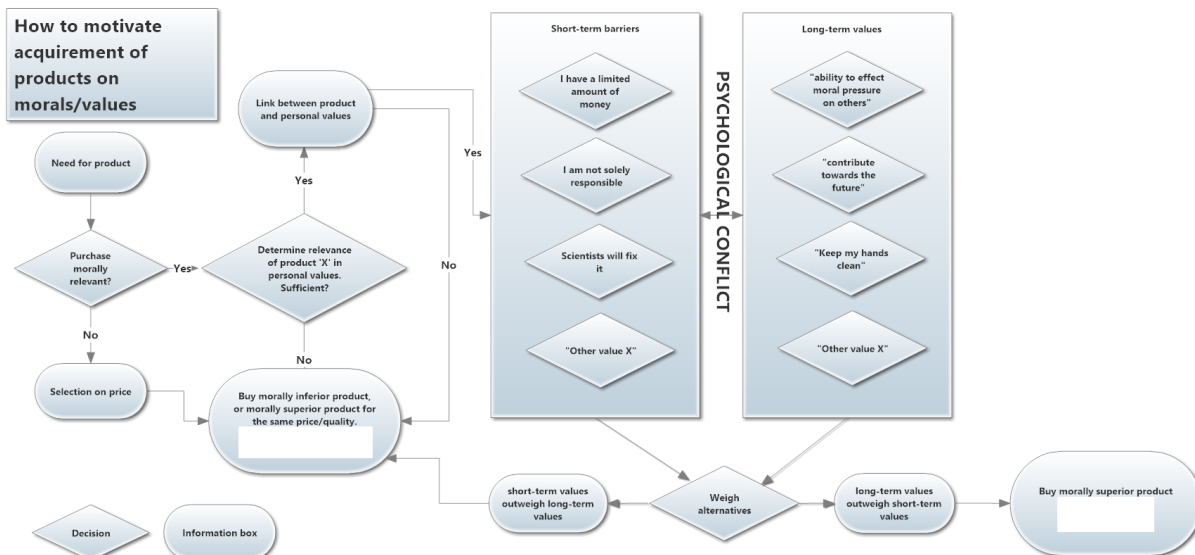 How to motivate
acquirement of
products on
morals/values
Need for product
Purchase
morally
relevant?
Yes
No
Selection on price
Link between product
and personal values
Yes
Determine relevance
of product 'X' in
personal values.
Sufficient?
No
Buy morally inferior product,
or morally superior product for
the same price/quality.
Yes
No
Short-term barriers
I have a limited
amount of
money
I am not solely
responsible
Scientists will fix
it
"Other value X"
PSYCHOLOGICAL CONFLICT
Long-term values
"ability to effect
moral pressure
on others"
"contribute
towards the
future"
"Keep my hands
clean"
"Other value X"
short-term values
outweigh long-term
values
Weigh
alternatives
long-term values
outweigh short-term
values
Buy morally superior product
Decision
Information box